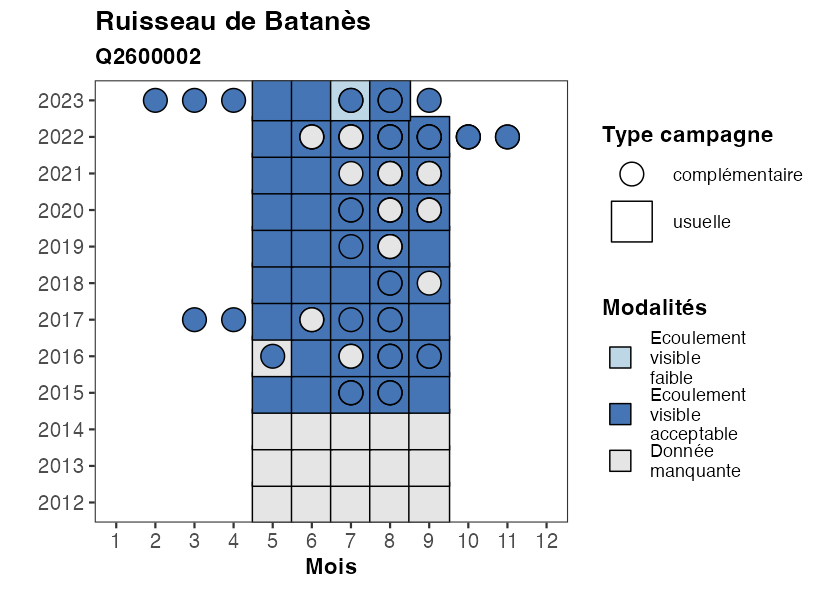 Ruisseau de Batanès
Q2600002
2023
2022
2021
2020
2019
2018
2017
2016
2015
2014
2013
2012
1 2 3 4 5 6 7 8 9 10 11 12
Mois
Type campagne
complémentaire
usuelle
Modalités
Ecoulement
visible
faible
Ecoulement
visible
acceptable
Donnée
manquante